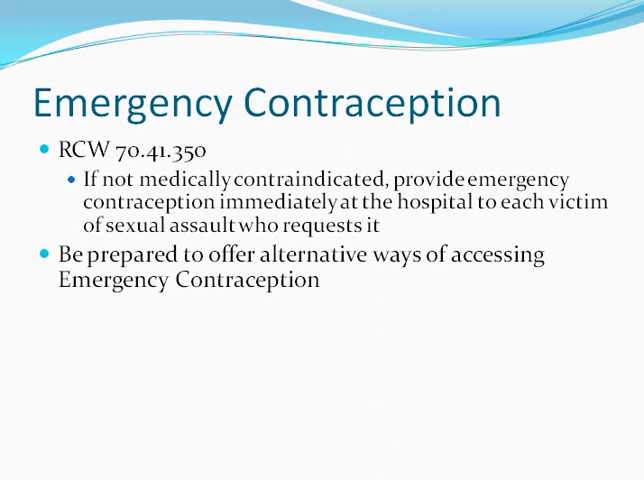 Emergency Contraception
RCW 70.41.350
If not medically contraindicated, provide emergency
contraception immediately at the hospital to each victim
of sexual assault who requests it
Be prepared to offer alternative ways of accessing
Emergency Contraception